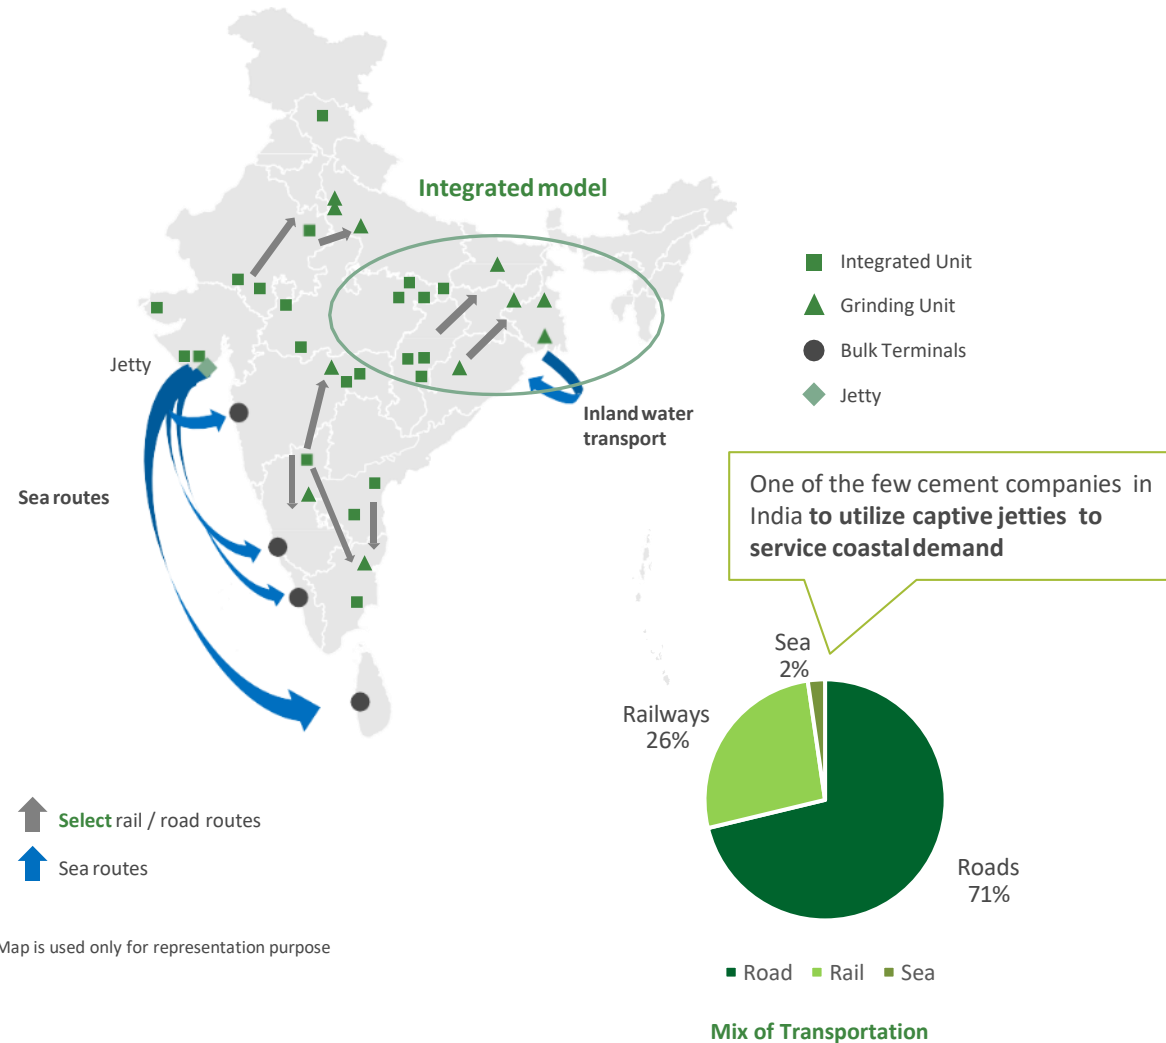 Integrated model
Integrated Unit
Grinding Unit
Bulk Terminals
Jetty
Jetty
Inland water
transport
Sea routes
One of the few cement companies in
India to utilize captive jetties to
service coastal demand
Sea
2%
Railways
26%
Roads
71%
Select rail / road routes
Sea routes
Map is used only for representation purpose
Road Rail Sea
Mix of Transportation